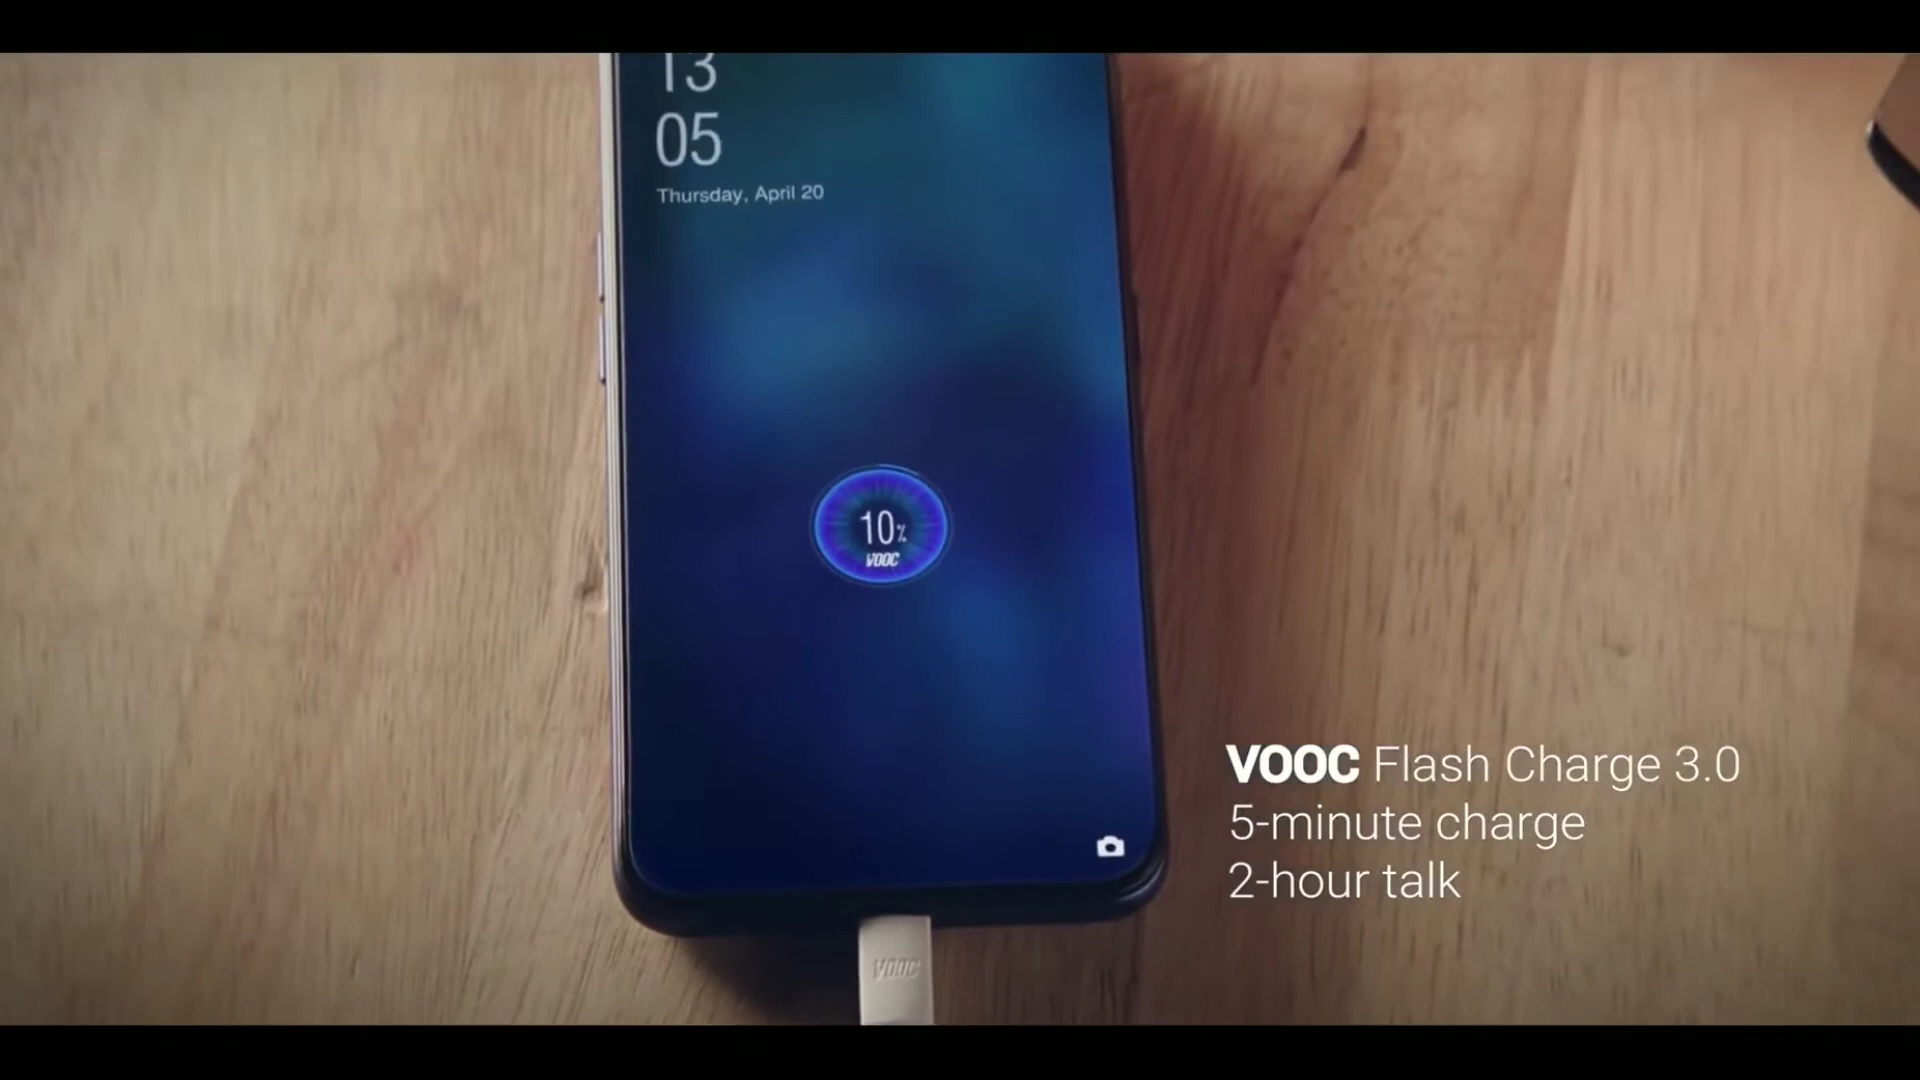 13
05
Thursday, April 20
10%
VOOC
VOOC Flash Charge 3.0
5-minute charge
2-hour talk
VOOC